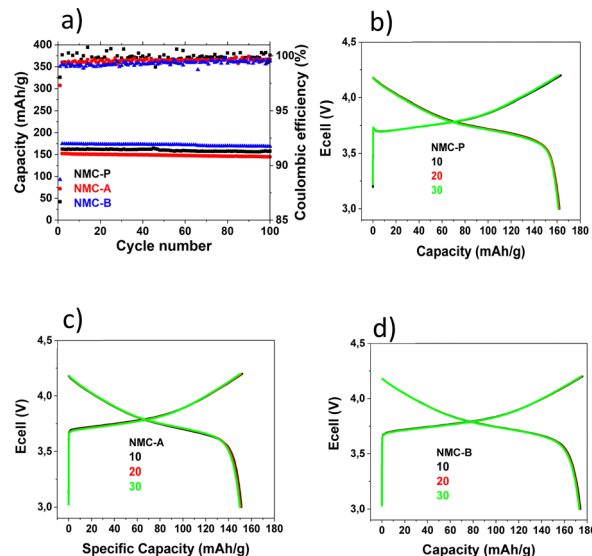 a)
Capacity (mAh/g)
400
350
300
250
200
150
100
50
0
NMC-P
NMC-A
NMC-B
0 20 40 60 80 100
Cycle number
100
95
90
85
Coulombic efficiency (%)
b)
Ecell (V)
4,5
4,0
3,5
3,0
NMC-P
10
20
30
0 20 40 60 80 100 120 140 160 180
Capacity (mAh/g)
c)
Ecell (V)
4,5
4,0
3,5
3,0
NMC-A
10
20
30
0 20 40 60 80 100 120 140 160 180
Specific Capacity (mAh/g)
d)
Ecell (V)
4,5
4,0
3,5
3,0
NMC-B
10
20
30
0 20 40 60 80 100 120 140 160 180
Capacity (mAh/g)